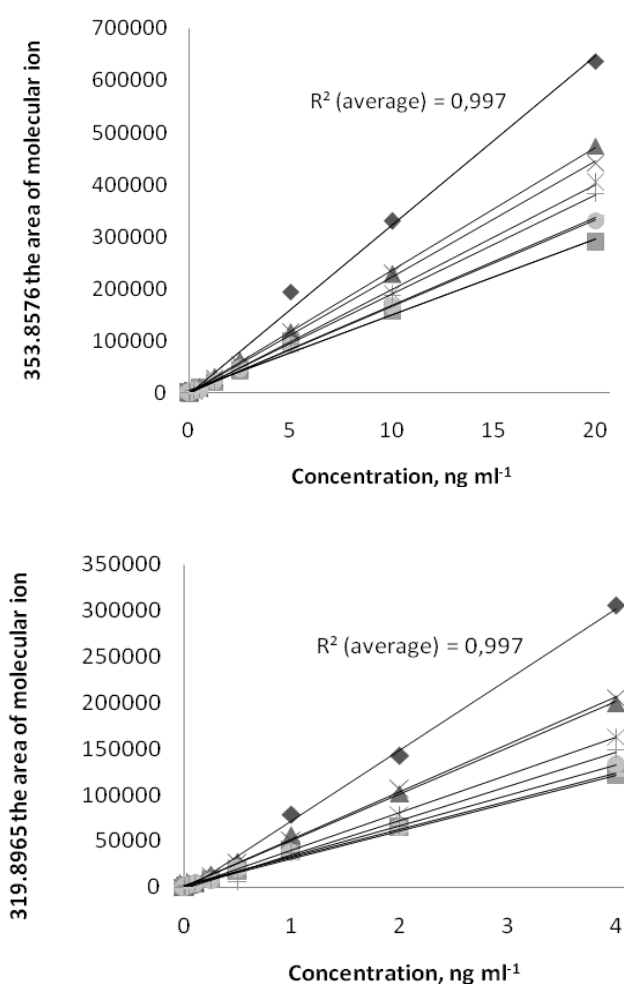 700000
600000
500000
400000
300000
200000
100000
0
R² (average) = 0,997
353.8576 the area of molecular ion
0 5 10 15 20
Concentration, ng ml⁻¹
350000
300000
250000
200000
150000
100000
50000
0
R² (average) = 0,997
319.8965 the area of molecular ion
0 1 2 3 4
Concentration, ng ml⁻¹